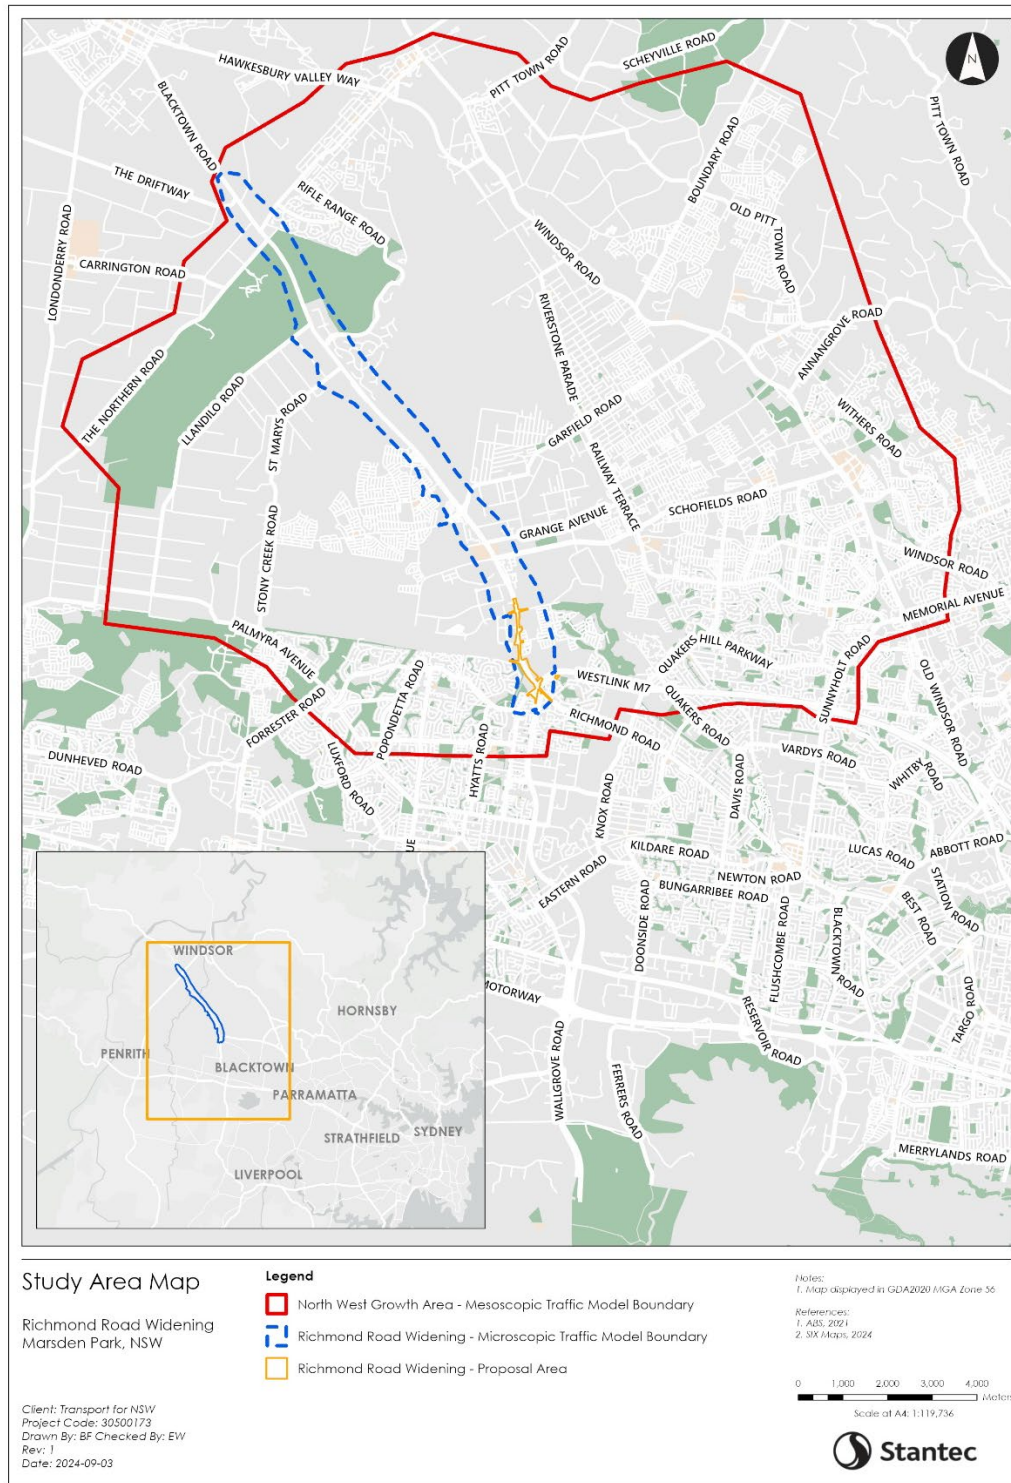 HAWKESBURY VALLEY WAY
PITT TOWN ROAD
SCHEYVILLE ROAD
N
BLACKTOWN ROAD
PITT TOWN ROAD
THE DRIFTWAY
RIFLE RANGE ROAD
BOUNDARY ROAD
OLD PITT TOWN ROAD
LONDONDERRY ROAD
WINDSOR ROAD
CARRINGTON ROAD
RIVERSTONE PARADE
ANNANGROVE ROAD
THE NORTHERN ROAD
LLANDILO ROAD
ST MARYS ROAD
GARFIELD ROAD
WITHERS ROAD
RAILWAY TERRACE
SCHOFIELDS ROAD
GRANGE AVENUE
STONY CREEK ROAD
WINDSOR ROAD
MEMORIAL AVENUE
PALMYRA AVENUE
QUAKERS HILL PARKWAY
SUNNYHOLT ROAD
OLD WINDSOR ROAD
POPONDETTA ROAD
WESTLINK M7
QUAKERS ROAD
FORRESTER ROAD
RICHMOND ROAD
HYATTS ROAD
LUXFORD ROAD
VARDYS ROAD
DUNHEVED ROAD
DAVIS ROAD
WHITBY ROAD
KNOX ROAD
UE
KILDARE ROAD
LUCAS ROAD
ABBOTT ROAD
EASTERN ROAD
NEWTON ROAD
BUNGARRIBEE ROAD
STATION ROAD
BEST ROAD
DOONSIDE ROAD
FLUSHCOMBE ROAD
BLACKTOWN ROAD
MOTORWAY
RESERVOIR ROAD
TARGO ROAD
WALLGROVE ROAD
FERRERS ROAD
MERRYLANDS ROAD
WINDSOR
HORNSBY
PENRITH
BLACKTOWN
PARRAMATTA
STRATHFIELD
SYDNEY
LIVERPOOL
Study Area Map
Richmond Road Widening
Marsden Park, NSW
Client: Transport for NSW
Project Code: 30500173
Drawn By: BF Checked By: EW
Rev: 1
Date: 2024-09-03
Legend
North West Growth Area - Mesoscopic Traffic Model Boundary
Richmond Road Widening - Microscopic Traffic Model Boundary
Richmond Road Widening - Proposal Area
Notes:
1. Map displayed in GDA2020 MGA Zone 56
References:
1. ABS, 2021
2. SIX Maps, 2024
0 1,000 2,000 3,000 4,000
Meters
Scale at A4: 1:119,736
Stantec